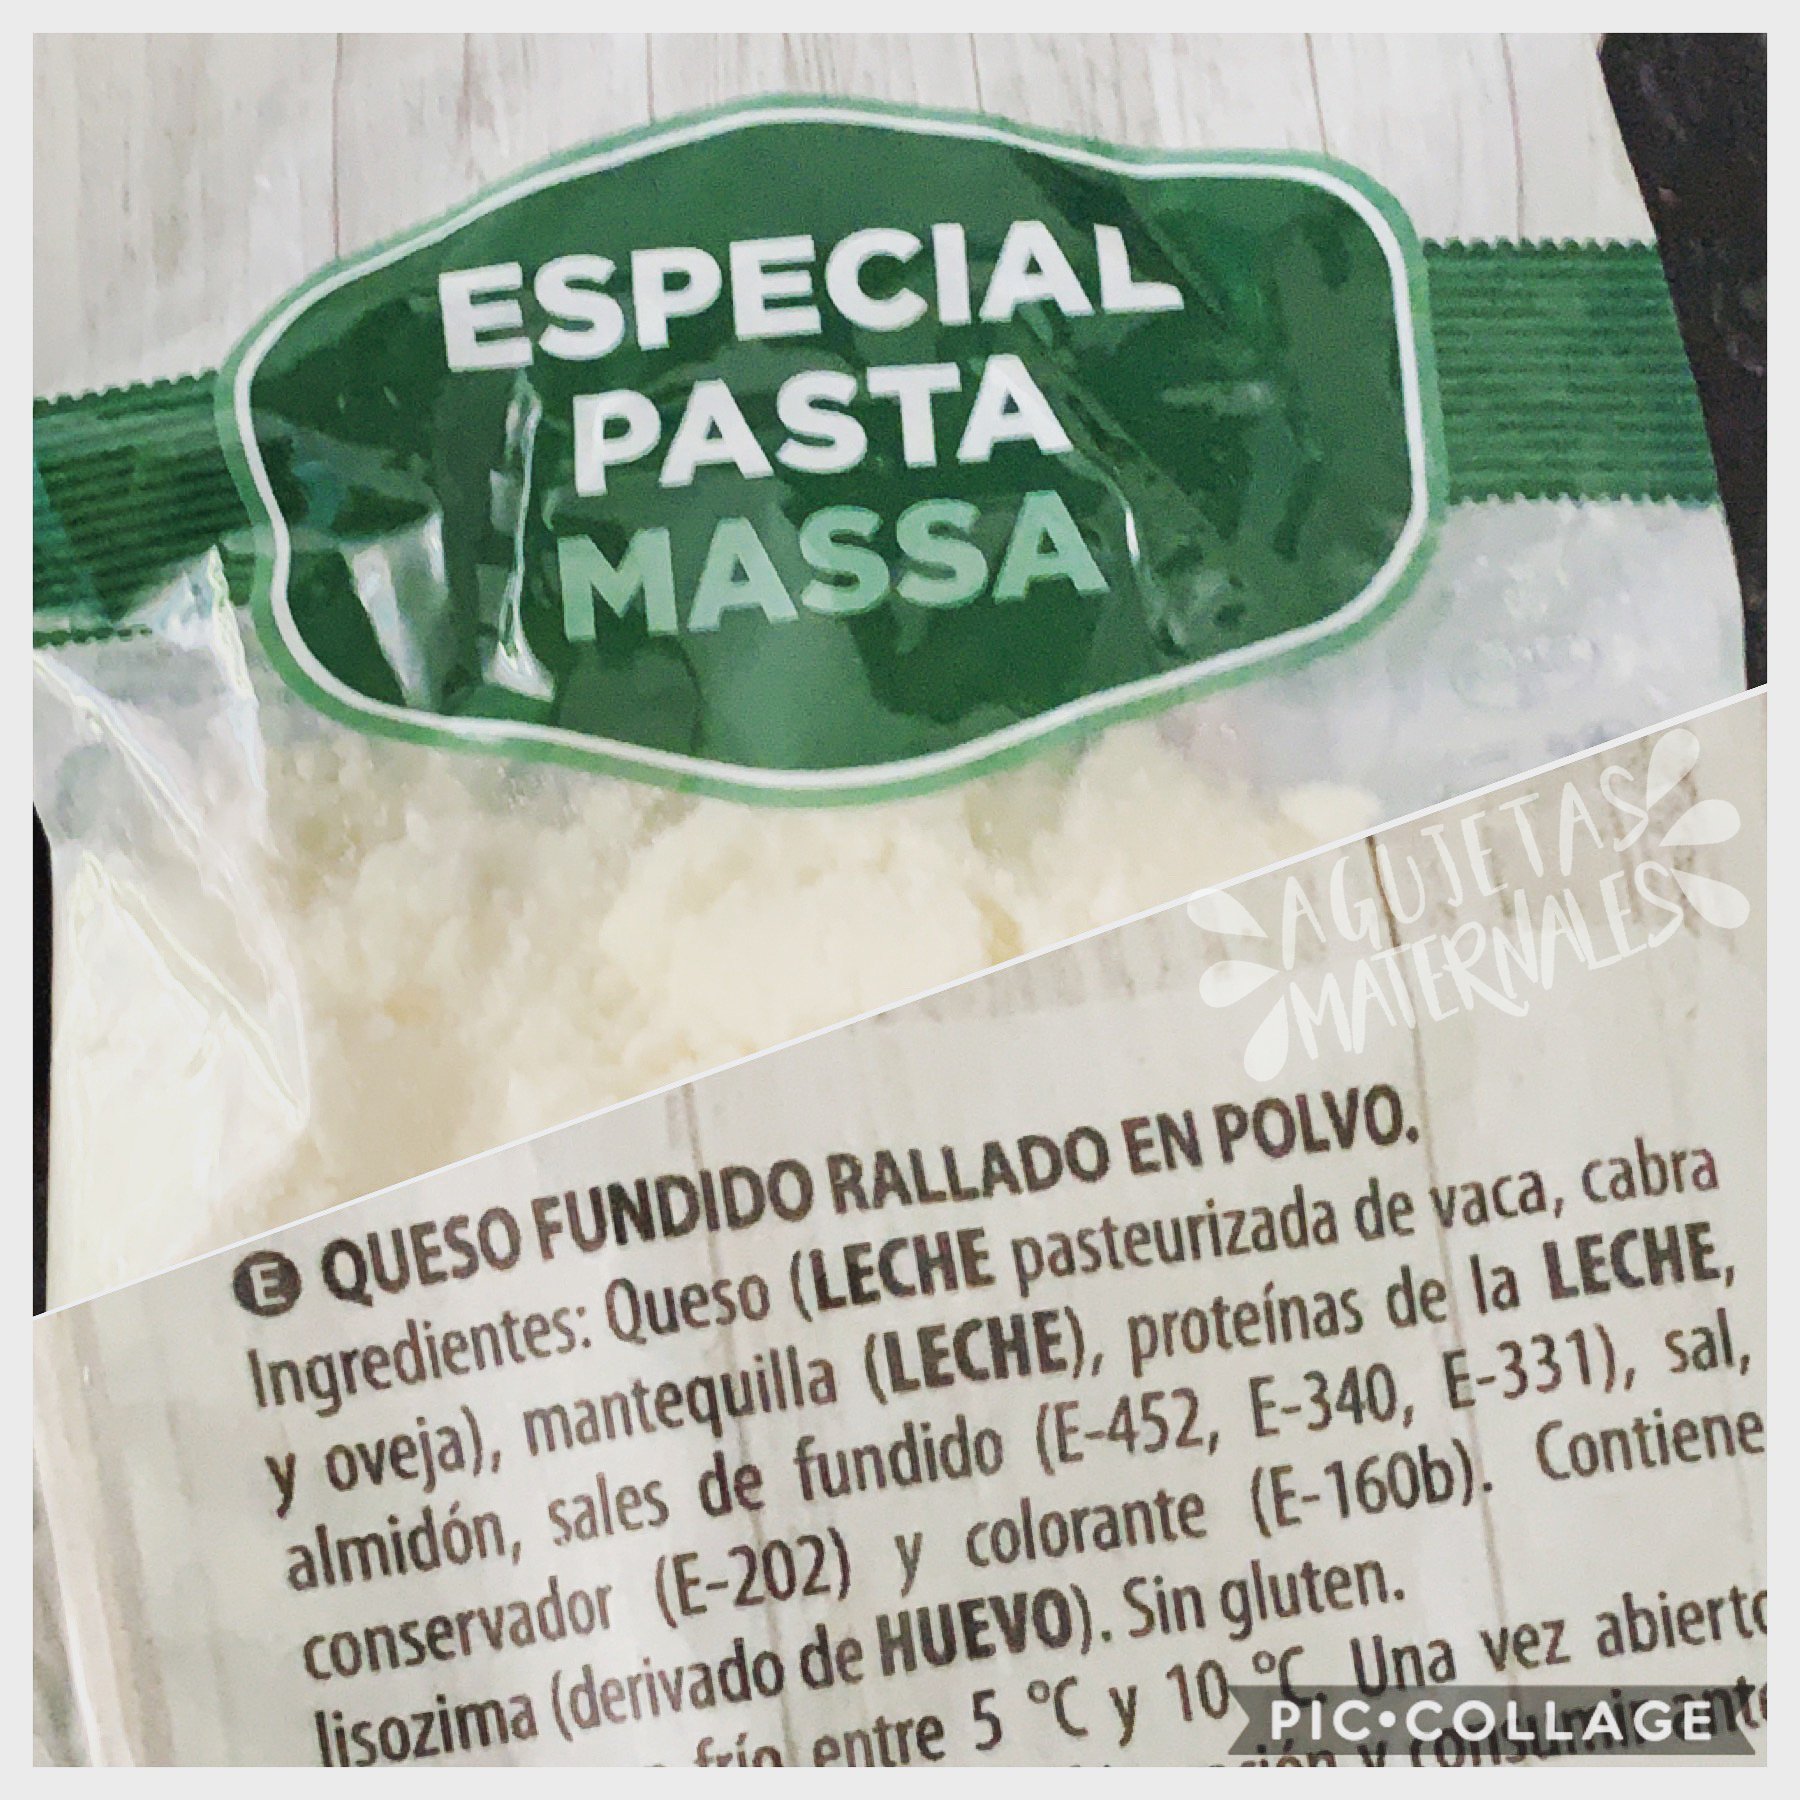 ESPECIAL
PASTA
MASSA
AGUJETAS
MATERNALES
E QUESO FUNDIDO RALLADO EN POLVO.
Ingredientes: Queso (LECHE pasteurizada de vaca, cabra
y oveja), mantequilla (LECHE), proteínas de la LECHE,
almidón, sales de fundido (E-452, E-340, E-331), sal,
conservador (E-202) y colorante (E-160b). Contiene
lisozima (derivado de HUEVO). Sin gluten.
frío entre 5 °C y 10 °C. Una vez abierto
y
PIC•COLLAGE